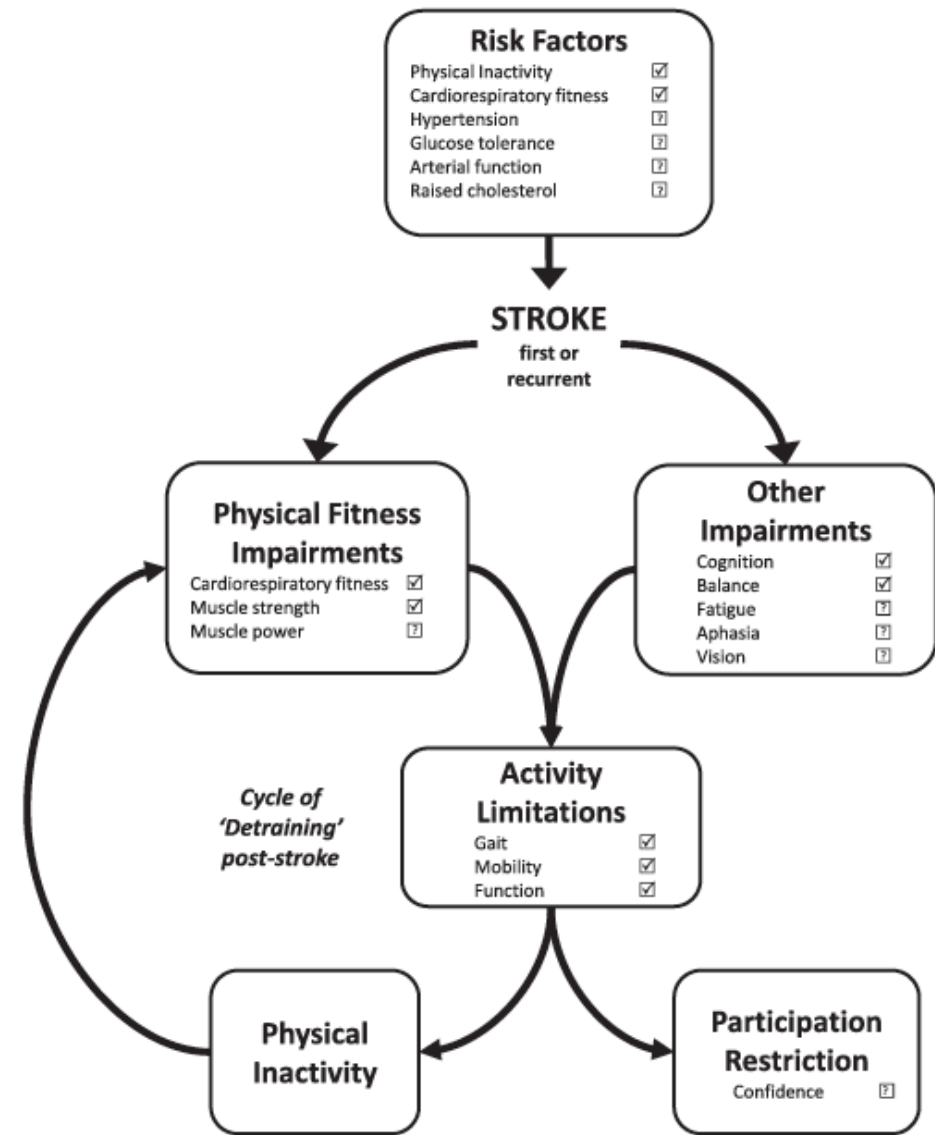 Risk Factors
Physical Inactivity ☑
Cardiorespiratory fitness ☑
Hypertension ?
Glucose tolerance ?
Arterial function ?
Raised cholesterol ?
STROKE
first or
recurrent
Physical Fitness
Impairments
Cardiorespiratory fitness ☑
Muscle strength ☑
Muscle power ?
Other
Impairments
Cognition ☑
Balance ☑
Fatigue ?
Aphasia ?
Vision ?
Cycle of
‘Detraining’
post-stroke
Activity
Limitations
Gait ☑
Mobility ☑
Function ☑
Physical
Inactivity
Participation
Restriction
Confidence ?